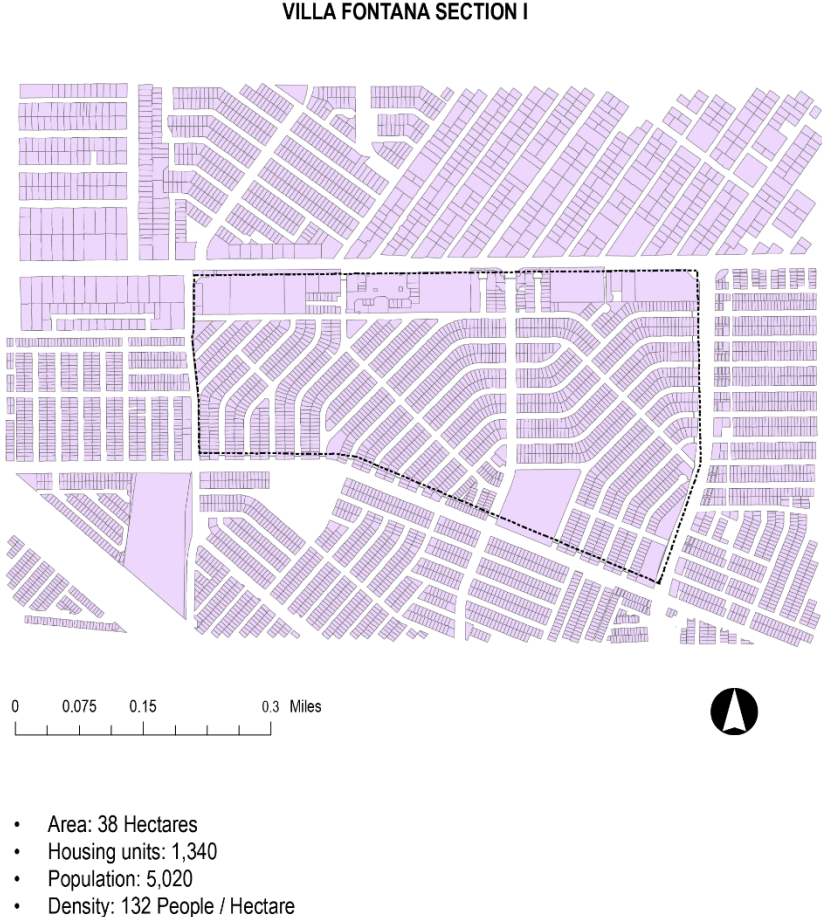 VILLA FONTANA SECTION I
0 0.075 0.15 0.3 Miles
• Area: 38 Hectares
• Housing units: 1,340
• Population: 5,020
• Density: 132 People / Hectare